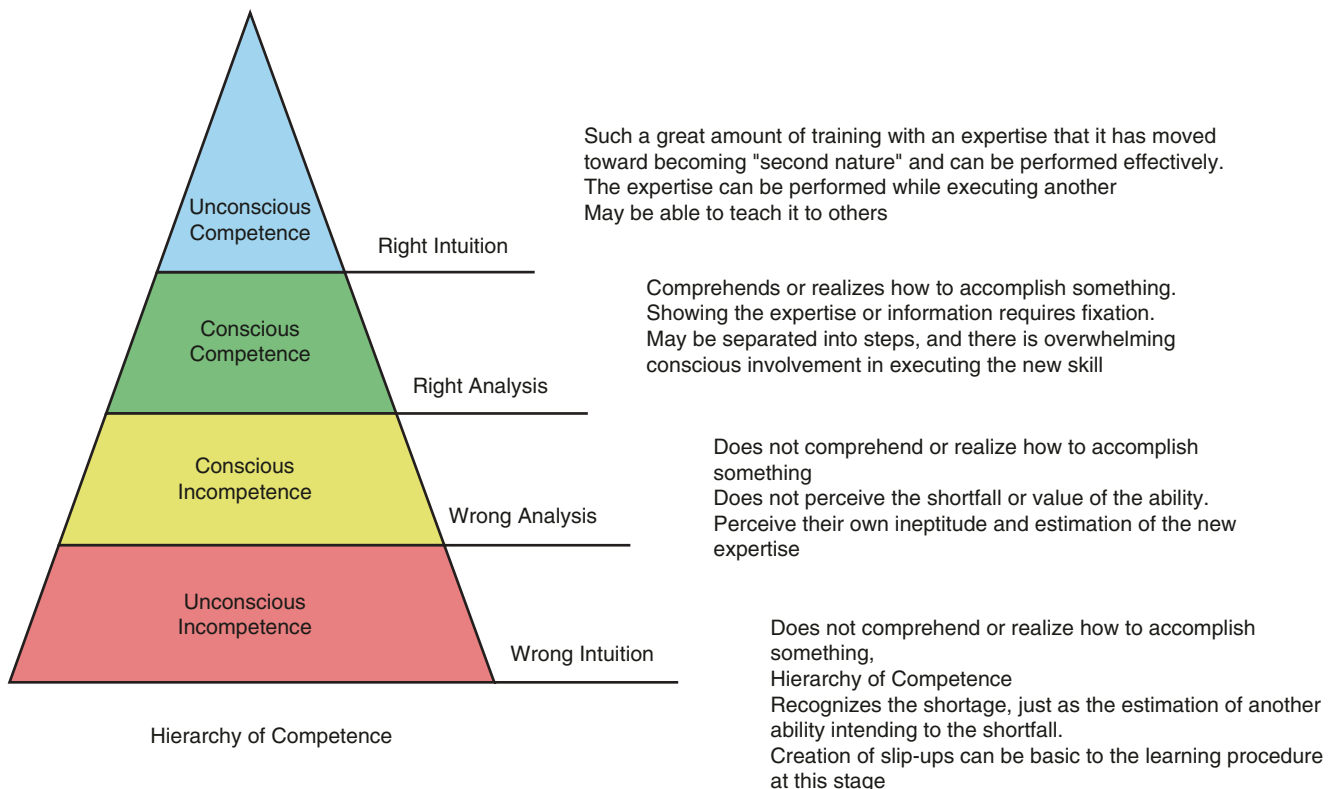 Such a great amount of training with an expertise that it has moved
toward becoming "second nature" and can be performed effectively.
The expertise can be performed while executing another
May be able to teach it to others
Unconscious
Competence
Right Intuition
Comprehends or realizes how to accomplish something.
Showing the expertise or information requires fixation.
May be separated into steps, and there is overwhelming
conscious involvement in executing the new skill
Conscious
Competence
Right Analysis
Does not comprehend or realize how to accomplish
something
Does not perceive the shortfall or value of the ability.
Perceive their own ineptitude and estimation of the new
expertise
Conscious
Incompetence
Wrong Analysis
Unconscious
Incompetence
Wrong Intuition
Does not comprehend or realize how to accomplish
something,
Hierarchy of Competence
Recognizes the shortage, just as the estimation of another
ability intending to the shortfall.
Creation of slip-ups can be basic to the learning procedure
at this stage
Hierarchy of Competence